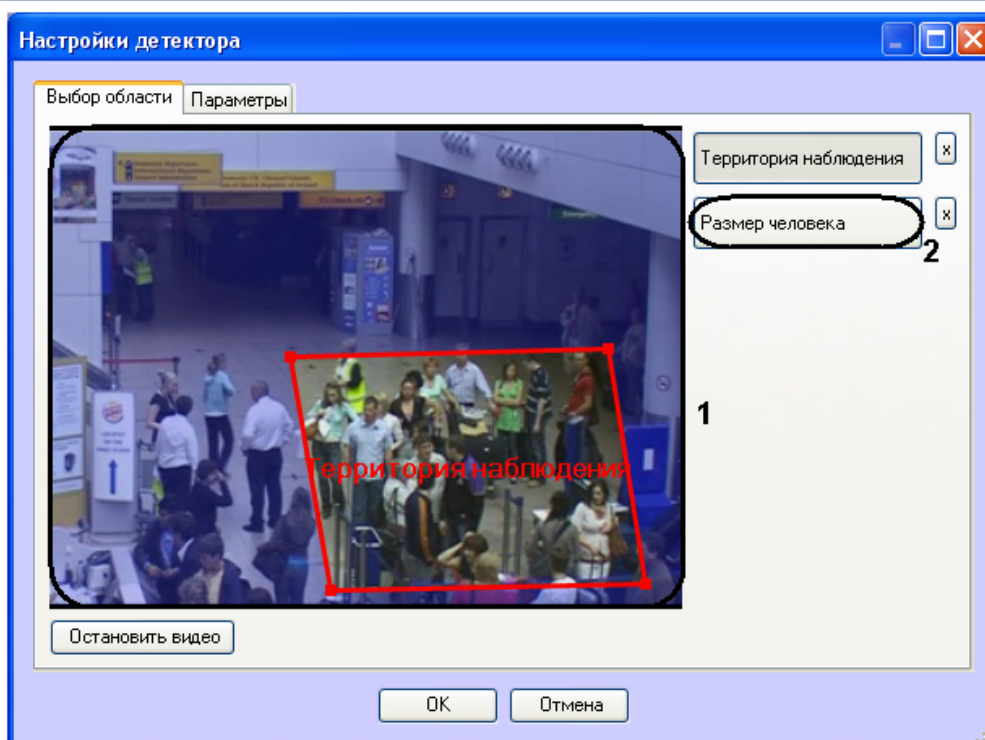 Настройки детектора
Выбор области
Параметры
Территория наблюдения
x
Размер человека
x
2
1
Территория наблюдения
Остановить видео
OK
Отмена